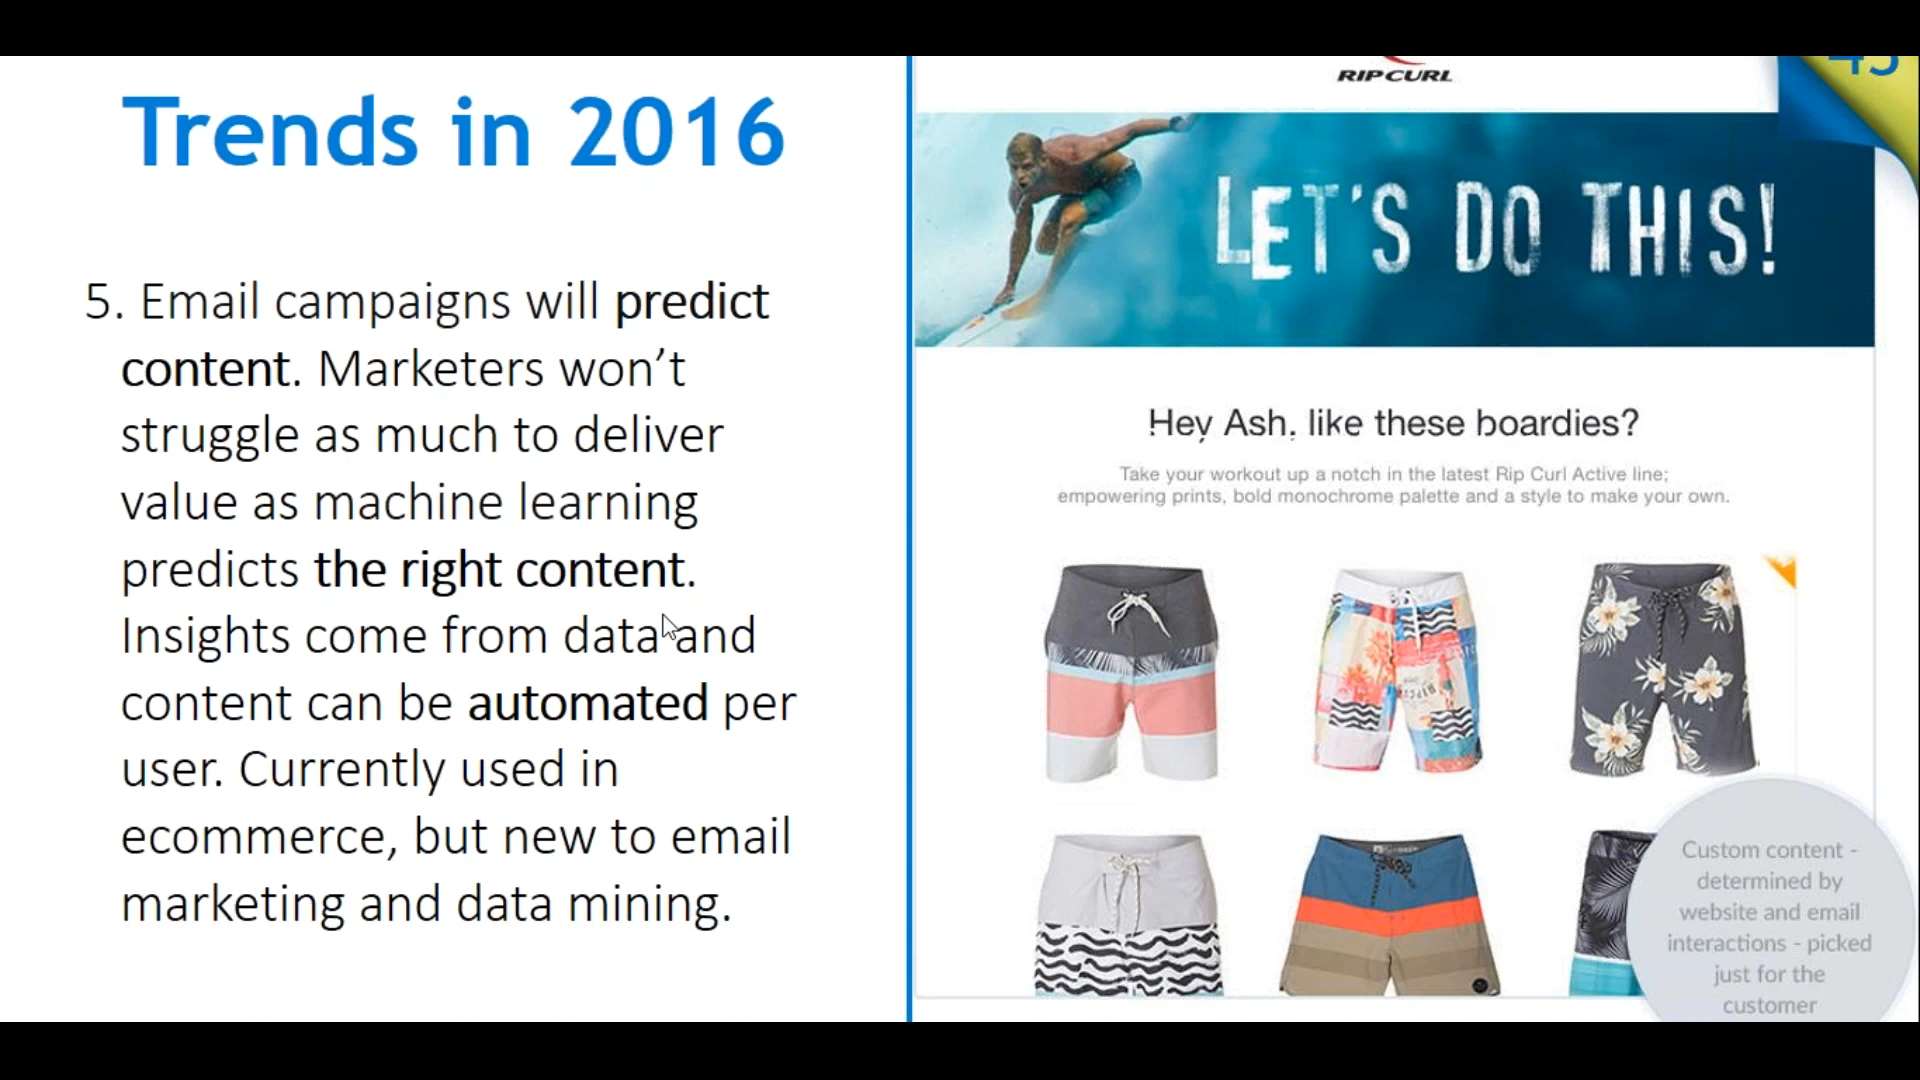 Trends in 2016
5. Email campaigns will predict
content. Marketers won’t
struggle as much to deliver
value as machine learning
predicts the right content.
Insights come from data and
content can be automated per
user. Currently used in
ecommerce, but new to email
marketing and data mining.
RIP CURL
45
LET'S DO THIS!
Hey Ash, like these boardies?
Take your workout up a notch in the latest Rip Curl Active line;
empowering prints, bold monochrome palette and a style to make your own.
Custom content -
determined by
website and email
interactions - picked
just for the
customer